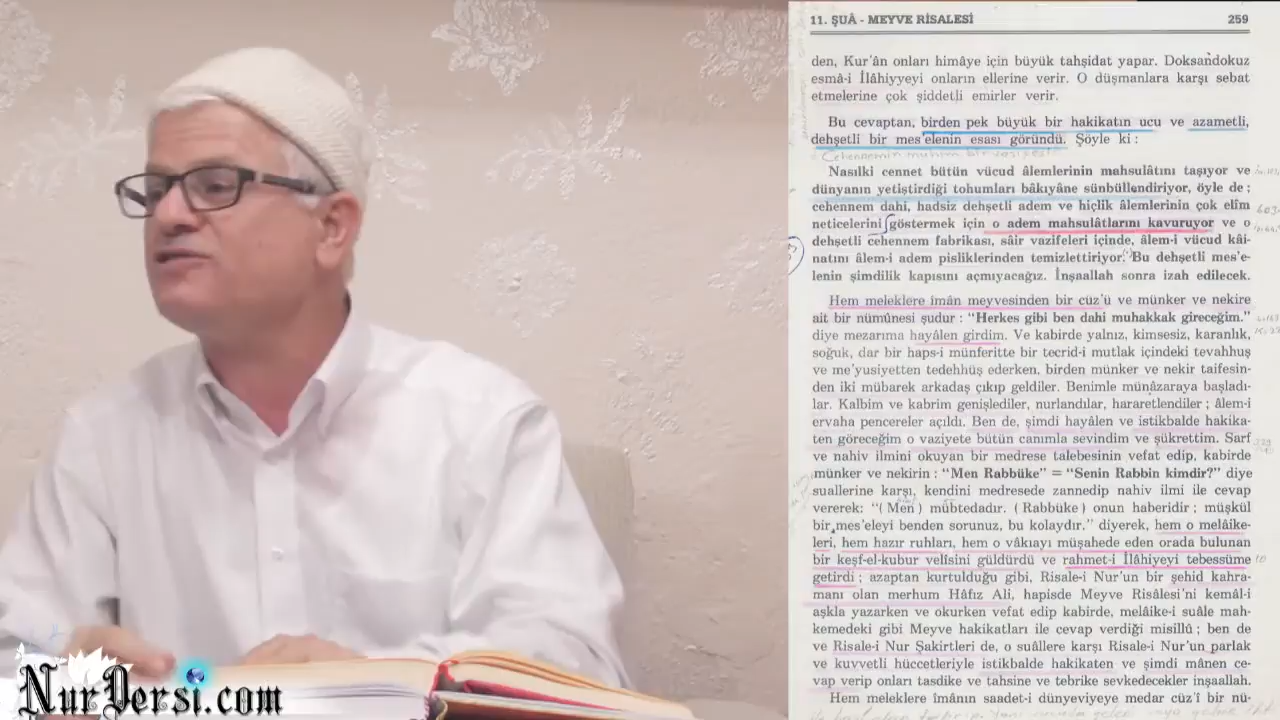 11. ŞUÂ - MEYVE RİSALESİ 259
den, Kur'ân onları himâye için büyük tahşidat yapar. Doksandokuz
esmâ-i İlâhiyyeyi onların ellerine verir. O düşmanlara karşı sebat
etmelerine çok şiddetli emirler verir.
Bu cevaptan, birden pek büyük bir hakikatın ucu ve azametli,
dehşetli bir mes'elenin esası göründü. Şöyle ki :
Nasılki cennet bütün vücud âlemlerinin mahsulâtını taşıyor ve
dünyanın yetiştirdiği tohumları bâkıyâne sünbüllendiriyor, öyle de ;
cehennem dahi, hadsiz dehşetli adem ve hiçlik âlemlerinin çok elîm
neticelerini göstermek için o adem mahsulâtlarını kavuruyor ve o
dehşetli cehennem fabrikası, sâir vazifeleri içinde, âlem-i vücud kâi-
natını âlem-i adem pisliklerinden temizlettiriyor. Bu dehşetli mes'e-
lenin şimdilik kapısını açmıyacağız. İnşaallah sonra izah edilecek.
Hem meleklere îmân meyvesinden bir cüz'ü ve münker ve nekire
ait bir nümûnesi şudur : "Herkes gibi ben dahi muhakkak gireceğim."
diye mezarıma hayâlen girdim. Ve kabirde yalnız, kimsesiz, karanlık,
soğuk, dar bir haps-i münferitte bir tecrid-i mutlak içindeki tevahhuş
ve me'yusiyetten tedehhüş ederken, birden münker ve nekir taifesin-
den iki mübarek arkadaş çıkıp geldiler. Benimle münâzaraya başladı-
lar. Kalbim ve kabrim genişlediler, nurlandılar, hararetlendiler ; âlem-i
ervaha pencereler açıldı. Ben de, şimdi hayâlen ve istikbalde hakika-
ten göreceğim o vaziyete bütün canımla sevindim ve şükrettim. Sarf
ve nahiv ilmini okuyan bir medrese talebesinin vefat edip, kabirde
münker ve nekirin : "Men Rabbüke" = "Senin Rabbin kimdir?" diye
suallerine karşı, kendini medresede zannedip nahiv ilmi ile cevap
vererek: "( Men ) mübtedadır. ( Rabbüke ) onun haberidir ; müşkül
bir mes'eleyi benden sorunuz, bu kolaydır." diyerek, hem o melâike-
leri, hem hazır ruhları, hem o vâkıayı müşahede eden orada bulunan
bir keşf-el-kubur velîsini güldürdü ve rahmet-i İlâhiyeyi tebessüme
getirdi ; azaptan kurtulduğu gibi, Risale-i Nur'un bir şehid kahra-
manı olan merhum Hâfız Ali, hapisde Meyve Risâlesi'ni kemâl-i
aşkla yazarken ve okurken vefat edip kabirde, melâike-i suâle mah-
kemedeki gibi Meyve hakikatları ile cevap verdiği misillû ; ben de
ve Risale-i Nur Şakirtleri de, o suâllere karşı Risale-i Nur'un parlak
ve kuvvetli hüccetleriyle istikbalde hakikaten ve şimdi mânen ce-
vap verip onları tasdike ve tahsine ve tebrike sevkedecekler inşaallah.
Hem meleklere îmânın saadet-i dünyeviyeye medar cüz'î bir nü-
NurDersi.com